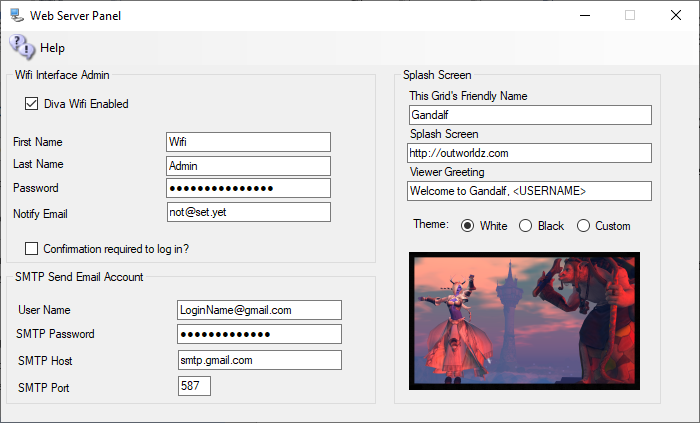 Web Server Panel
Help
Wifi Interface Admin
Diva Wifi Enabled
First Name Wifi
Last Name Admin
Password ●●●●●●●●●●●●●●●
Notify Email not@set.yet
Confirmation required to log in?
SMTP Send Email Account
User Name LoginName@gmail.com
SMTP Password ●●●●●●●●●●●●●
SMTP Host smtp.gmail.com
SMTP Port 587
Splash Screen
This Grid's Friendly Name
Gandalf
Splash Screen
http://outworldz.com
Viewer Greeting
Welcome to Gandalf, <USERNAME>
Theme: White Black Custom